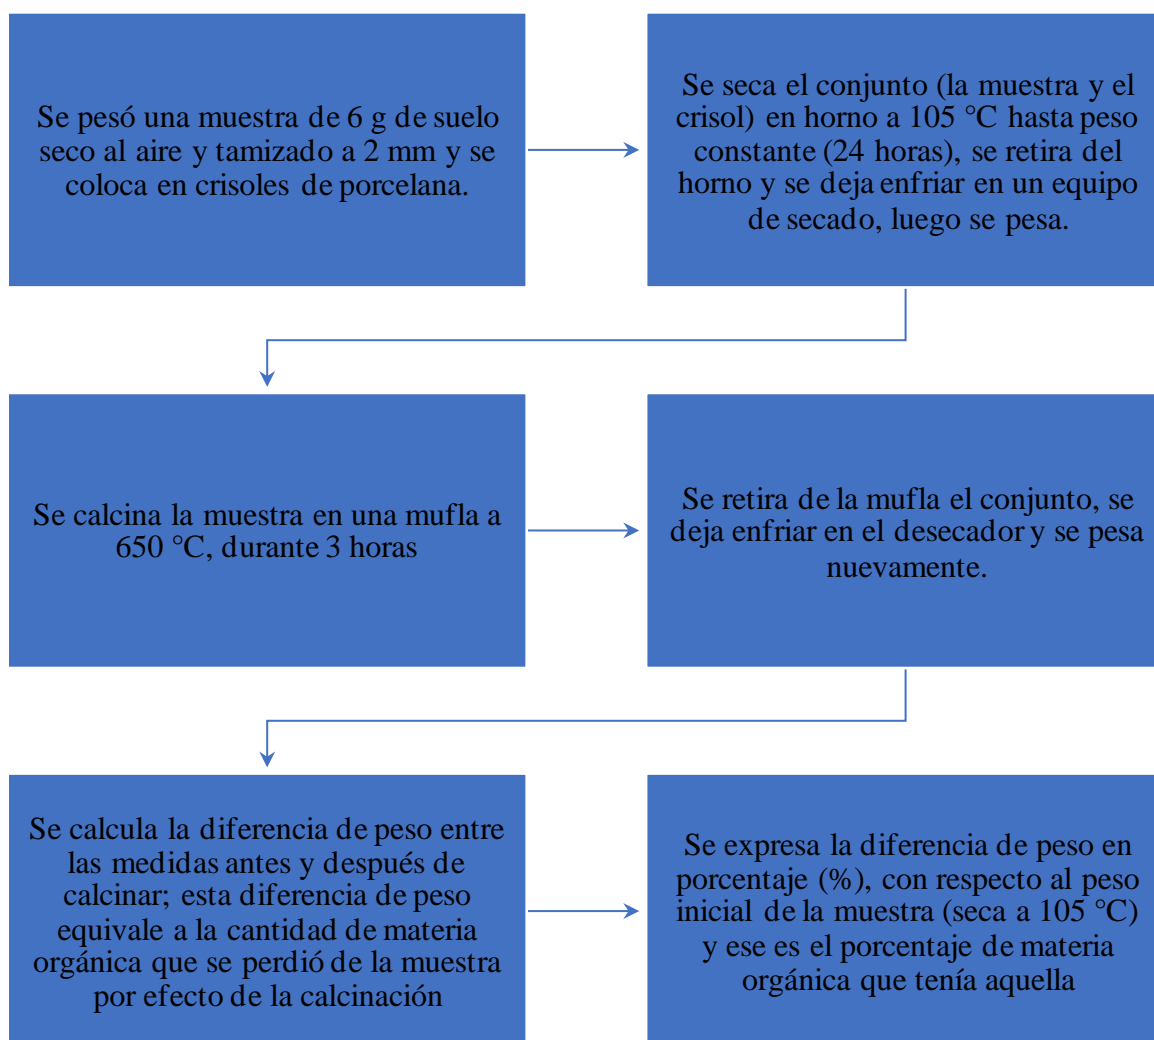 Se pesó una muestra de 6 g de suelo
seco al aire y tamizado a 2 mm y se
coloca en crisoles de porcelana.
Se seca el conjunto (la muestra y el
crisol) en horno a 105 °C hasta peso
constante (24 horas), se retira del
horno y se deja enfriar en un equipo
de secado, luego se pesa.
Se calcina la muestra en una mufla a
650 °C, durante 3 horas
Se retira de la mufla el conjunto, se
deja enfriar en el desecador y se pesa
nuevamente.
Se calcula la diferencia de peso entre
las medidas antes y después de
calcinar; esta diferencia de peso
equivale a la cantidad de materia
orgánica que se perdió de la muestra
por efecto de la calcinación
Se expresa la diferencia de peso en
porcentaje (%), con respecto al peso
inicial de la muestra (seca a 105 °C)
y ese es el porcentaje de materia
orgánica que tenía aquella